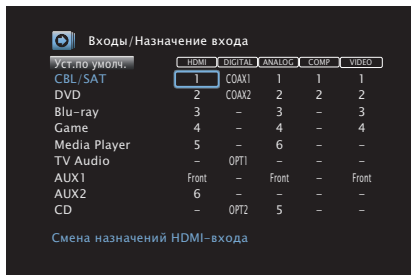 Входы/Назначение входа
Уст.по умолч. HDMI DIGITAL ANALOG COMP VIDEO
CBL/SAT 1 COAX1 1 1 1
DVD 2 COAX2 2 2 2
Blu-ray 3 – 3 – 3
Game 4 – 4 – 4
Media Player 5 – 6 – –
TV Audio – OPT1 – – –
AUX1 Front – Front – Front
AUX2 6 – – – –
CD – OPT2 5 – –
Смена назначений HDMI-входа